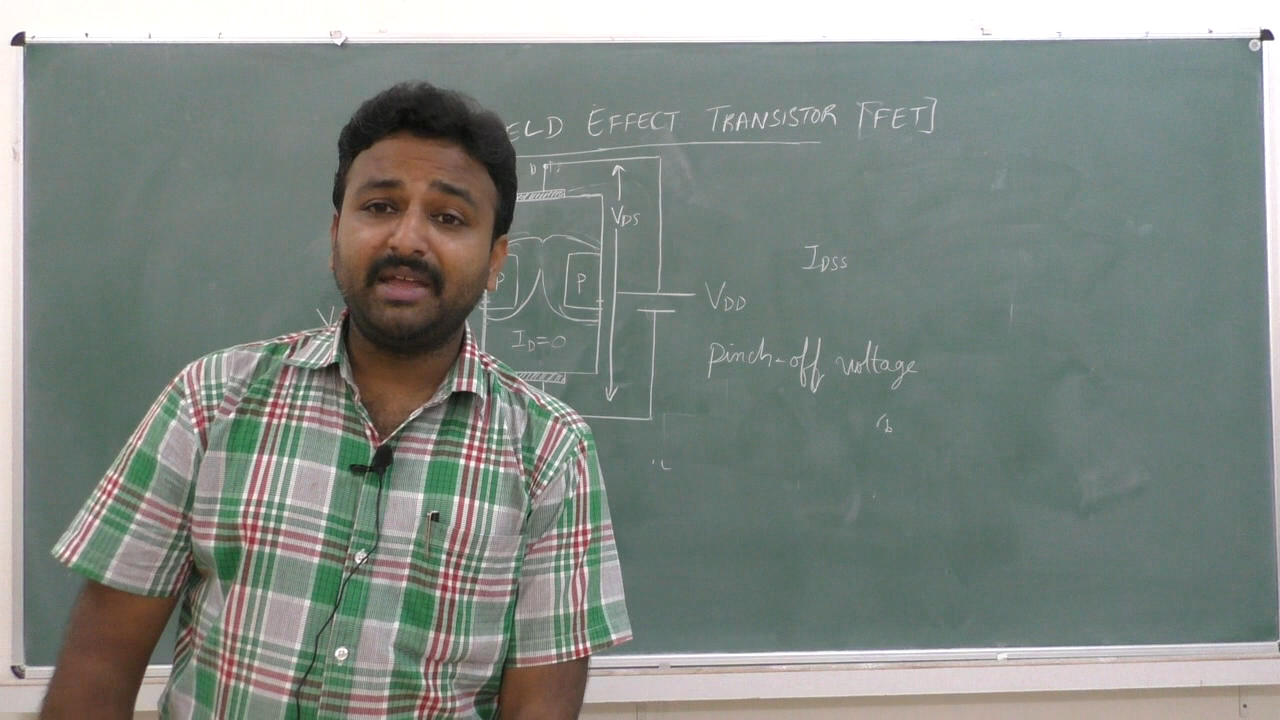 ELD EFFECT TRANSISTOR [FET]
D
VDS
IDSS
P P
VDD
ID=0
Pinch-off voltage